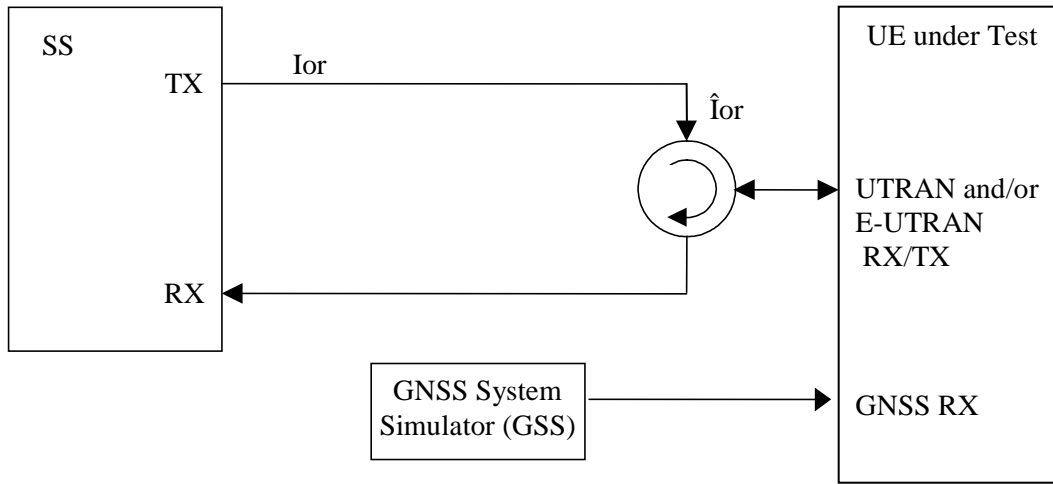 SS
UE under Test
TX
Ior
Îor
UTRAN and/or
E-UTRAN
RX/TX
RX
GNSS System
Simulator (GSS)
GNSS RX